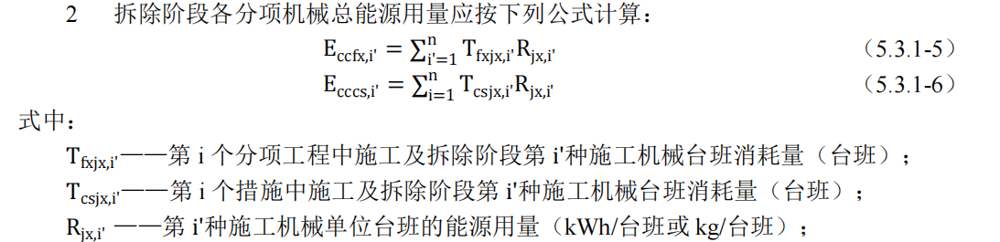 2 拆除阶段各分项机械总能源用量应按下列公式计算：
E_{ccfx,i'} = ∑_{i'=1}^{n} T_{fxjx,i'}R_{jx,i'} （5.3.1-5）
E_{cccs,i'} = ∑_{i=1}^{n} T_{csjx,i'}R_{jx,i'} （5.3.1-6）
式中：
T_{fxjx,i'}——第 i 个分项工程中施工及拆除阶段第 i'种施工机械台班消耗量（台班）；
T_{csjx,i'}——第 i 个措施中施工及拆除阶段第 i'种施工机械台班消耗量（台班）；
R_{jx,i'} ——第 i'种施工机械单位台班的能源用量（kWh/台班或 kg/台班）；